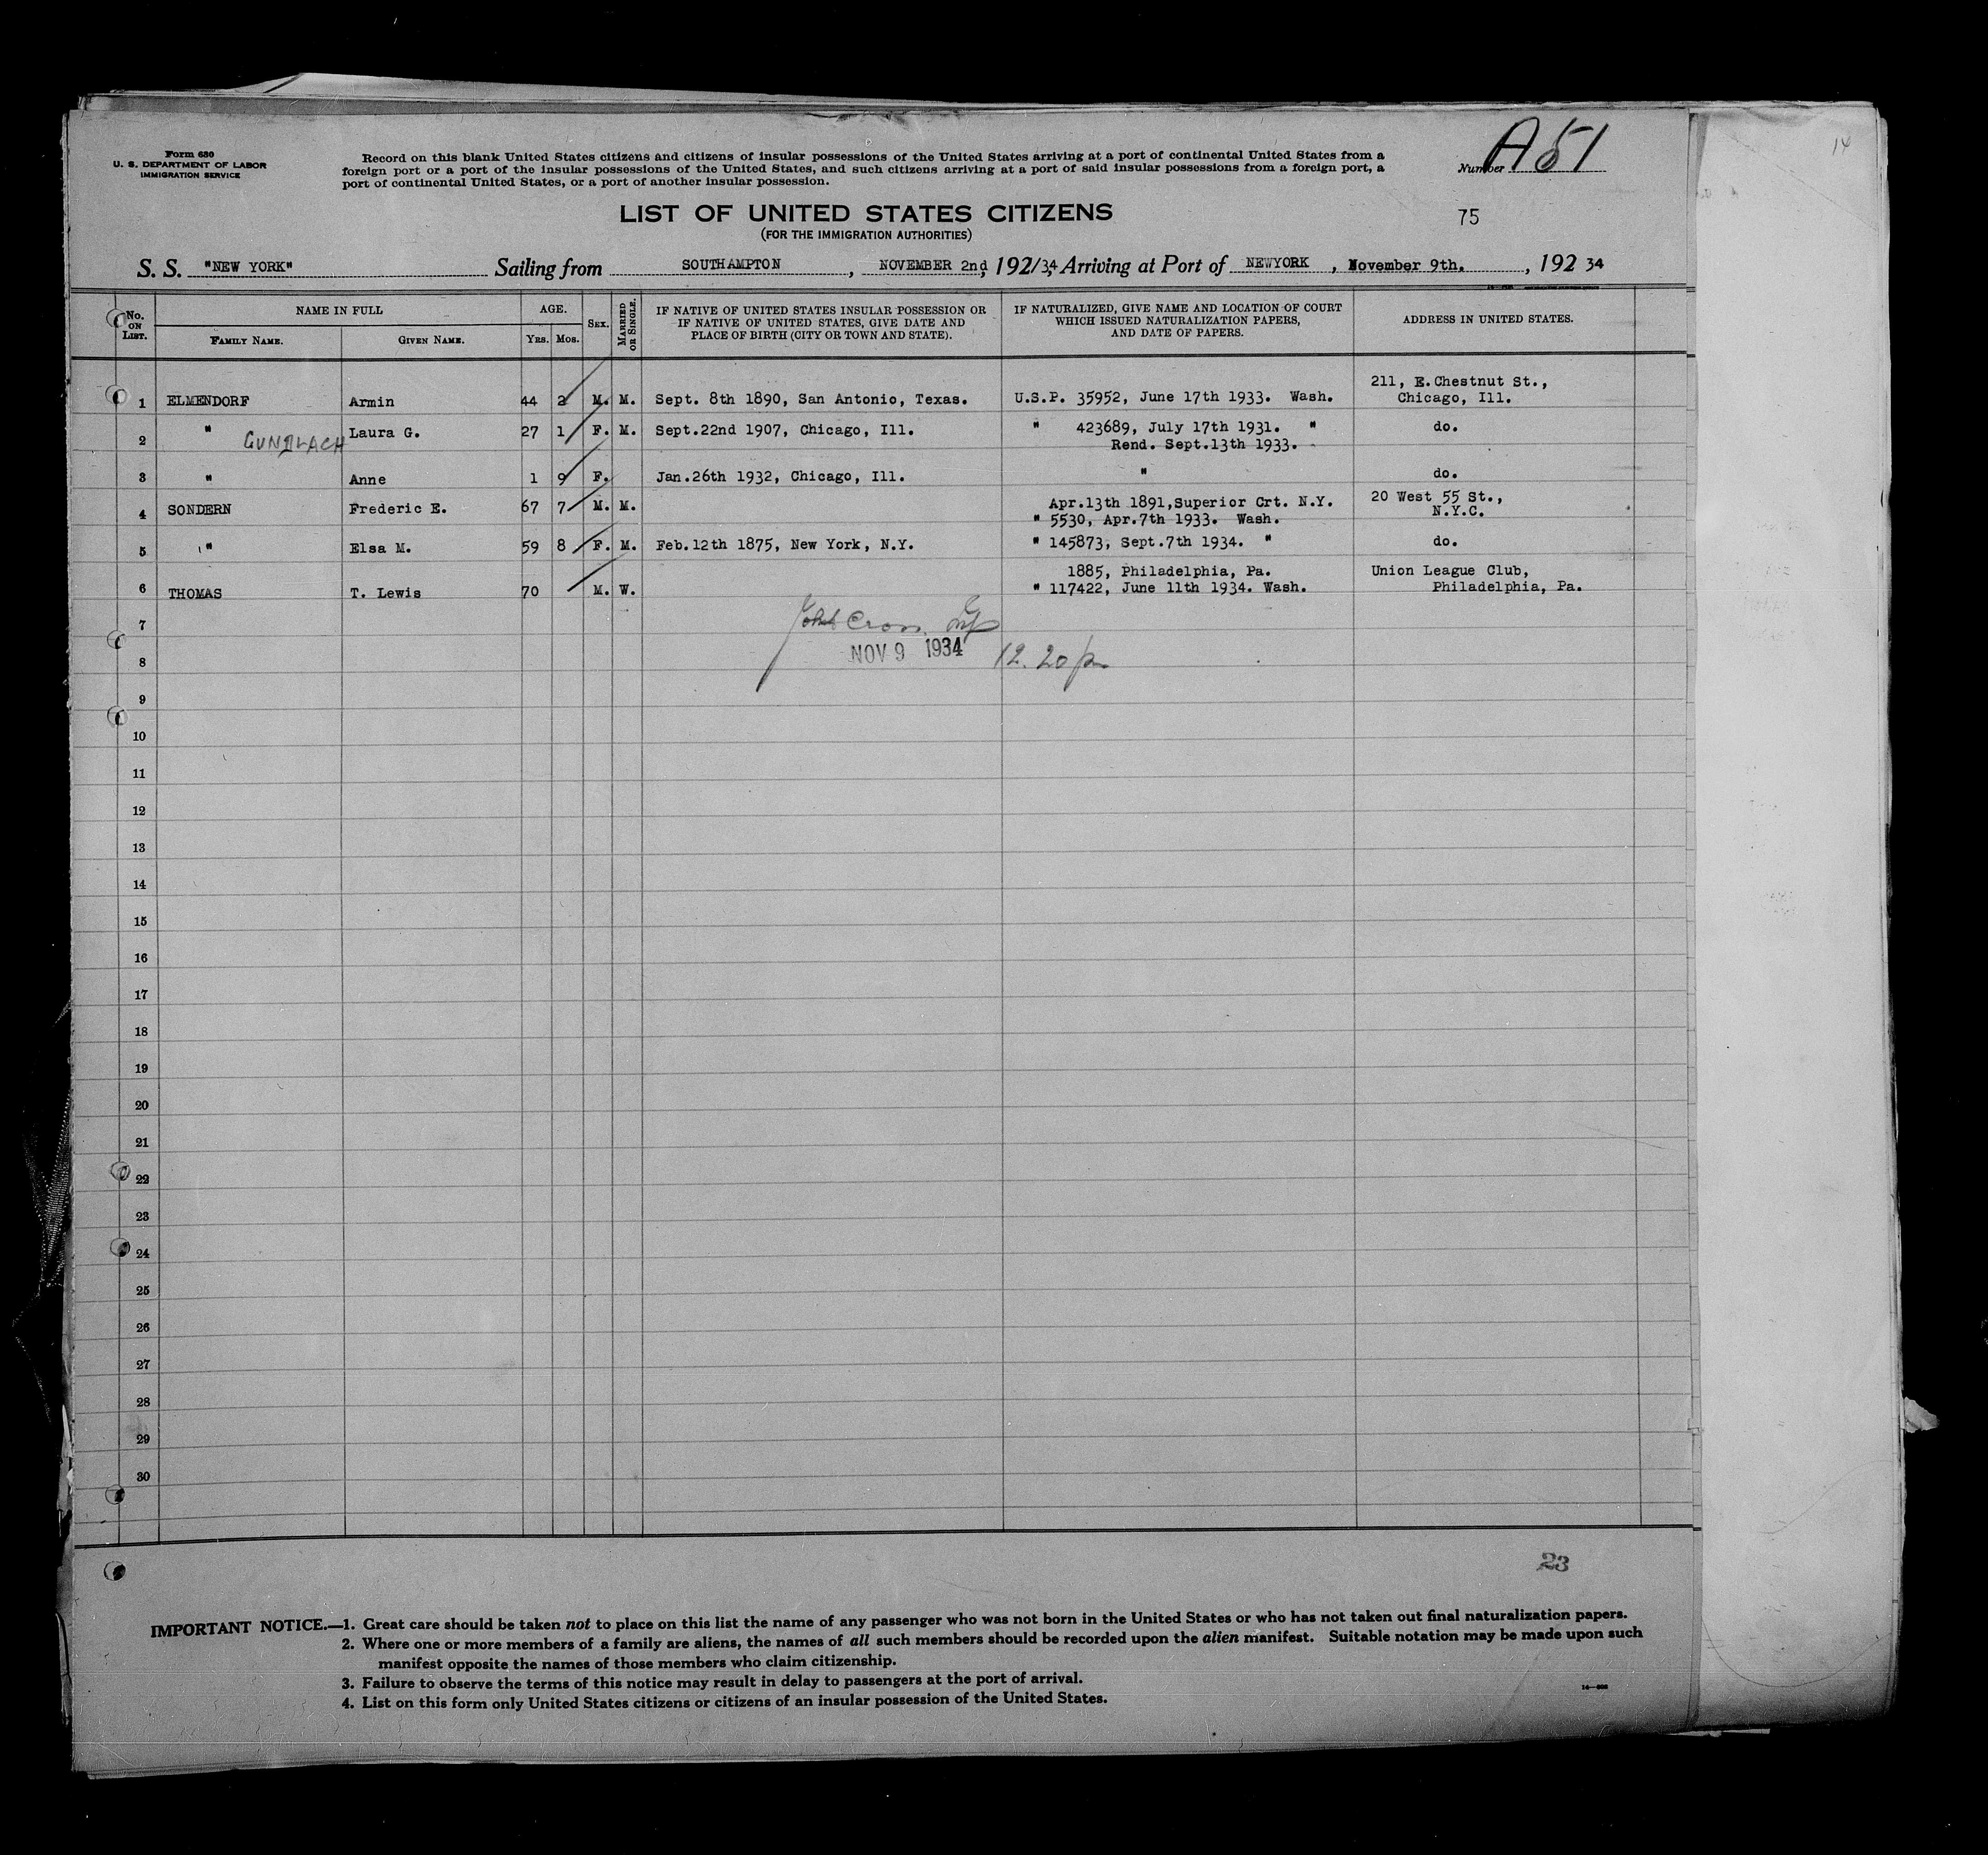 Form 630
U. S. DEPARTMENT OF LABOR
IMMIGRATION SERVICE
Record on this blank United States citizens and citizens of insular possessions of the United States arriving at a port of continental United States from a
foreign port or a port of the insular possessions of the United States, and such citizens arriving at a port of said insular possessions from a foreign port, a
port of continental United States, or a port of another insular possession.
Number A51
14
LIST OF UNITED STATES CITIZENS
(FOR THE IMMIGRATION AUTHORITIES)
75
S. S. "NEW YORK" Sailing from SOUTHAMPTON, NOVEMBER 2nd, 192/34, Arriving at Port of NEWYORK, November 9th., 192 34
No. ON LIST. NAME IN FULL FAMILY NAME. GIVEN NAME. AGE. YRS. MOS. SEX. MARRIED OR SINGLE. IF NATIVE OF UNITED STATES INSULAR POSSESSION OR IF NATIVE OF UNITED STATES, GIVE DATE AND PLACE OF BIRTH (CITY OR TOWN AND STATE). IF NATURALIZED, GIVE NAME AND LOCATION OF COURT WHICH ISSUED NATURALIZATION PAPERS, AND DATE OF PAPERS. ADDRESS IN UNITED STATES.
1 ELMENDORF Armin 44 2 M. M. Sept. 8th 1890, San Antonio, Texas. U.S.P. 35952, June 17th 1933. Wash. 211, E.Chestnut St., Chicago, Ill.
2 " GUNDLACH Laura G. 27 1 F. M. Sept.22nd 1907, Chicago, Ill. " 423689, July 17th 1931. " do.
Rend. Sept.13th 1933.
3 " Anne 1 9 F. Jan.26th 1932, Chicago, Ill. " do.
4 SONDERN Frederic E. 67 7 M. M. Apr.13th 1891,Superior Crt. N.Y. 20 West 55 St.,
" 5530, Apr.7th 1933. Wash. N.Y.C.
5 " Elsa M. 59 8 F. M. Feb.12th 1875, New York, N.Y. " 145873, Sept.7th 1934. " do.
1885, Philadelphia, Pa. Union League Club,
6 THOMAS T. Lewis 70 M. W. " 117422, June 11th 1934. Wash. Philadelphia, Pa.
7 John Cross
NOV 9 1934 12.20 p
8
9
10
11
12
13
14
15
16
17
18
19
20
21
22
23
24
25
26
27
28
29
30
23
IMPORTANT NOTICE.—1. Great care should be taken not to place on this list the name of any passenger who was not born in the United States or who has not taken out final naturalization papers.
2. Where one or more members of a family are aliens, the names of all such members should be recorded upon the alien manifest. Suitable notation may be made upon such
manifest opposite the names of those members who claim citizenship.
3. Failure to observe the terms of this notice may result in delay to passengers at the port of arrival.
4. List on this form only United States citizens or citizens of an insular possession of the United States.